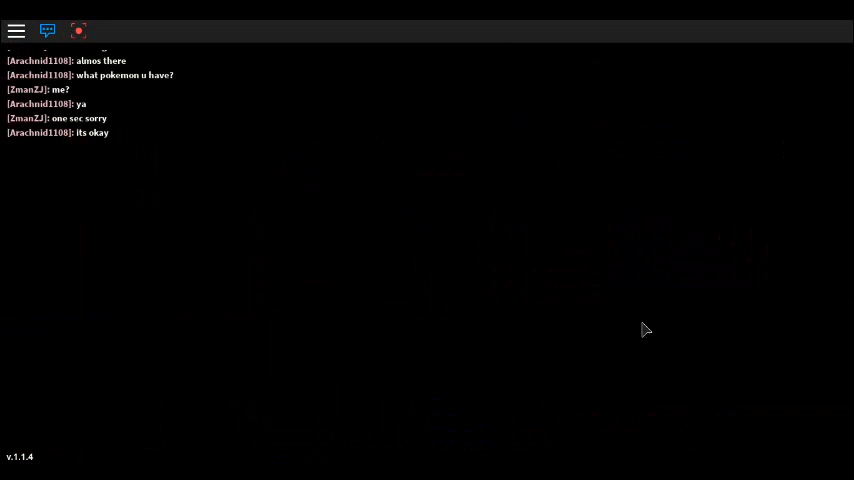 [Arachnid1108]: almos there
[Arachnid1108]: what pokemon u have?
[ZmanZJ]: me?
[Arachnid1108]: ya
[ZmanZJ]: one sec sorry
[Arachnid1108]: its okay
v.1.1.4